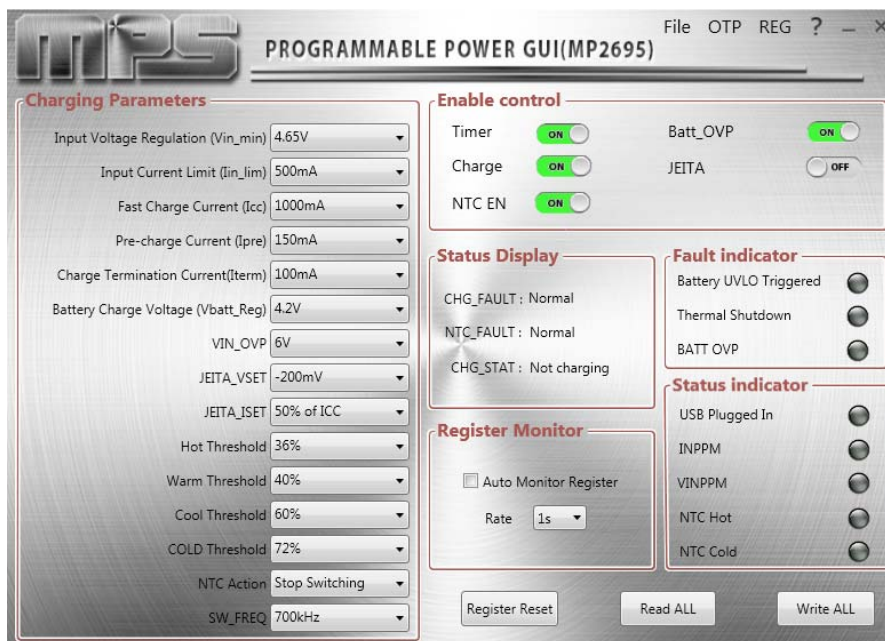 MPS
File OTP REG ?
PROGRAMMABLE POWER GUI(MP2695)
Charging Parameters
Input Voltage Regulation (Vin_min) 4.65V
Input Current Limit (Iin_lim) 500mA
Fast Charge Current (Icc) 1000mA
Pre-charge Current (Ipre) 150mA
Charge Termination Current(Iterm) 100mA
Battery Charge Voltage (Vbatt_Reg) 4.2V
VIN_OVP 6V
JEITA_VSET -200mV
JEITA_ISET 50% of ICC
Hot Threshold 36%
Warm Threshold 40%
Cool Threshold 60%
COLD Threshold 72%
NTC Action Stop Switching
SW_FREQ 700kHz
Enable control
Timer ON
Batt_OVP ON
Charge ON
JEITA OFF
NTC EN ON
Status Display
CHG_FAULT : Normal
NTC_FAULT : Normal
CHG_STAT : Not charging
Fault indicator
Battery UVLO Triggered
Thermal Shutdown
BATT OVP
Register Monitor
Auto Monitor Register
Rate 1s
Status indicator
USB Plugged In
INPPM
VINPPM
NTC Hot
NTC Cold
Register Reset
Read ALL
Write ALL